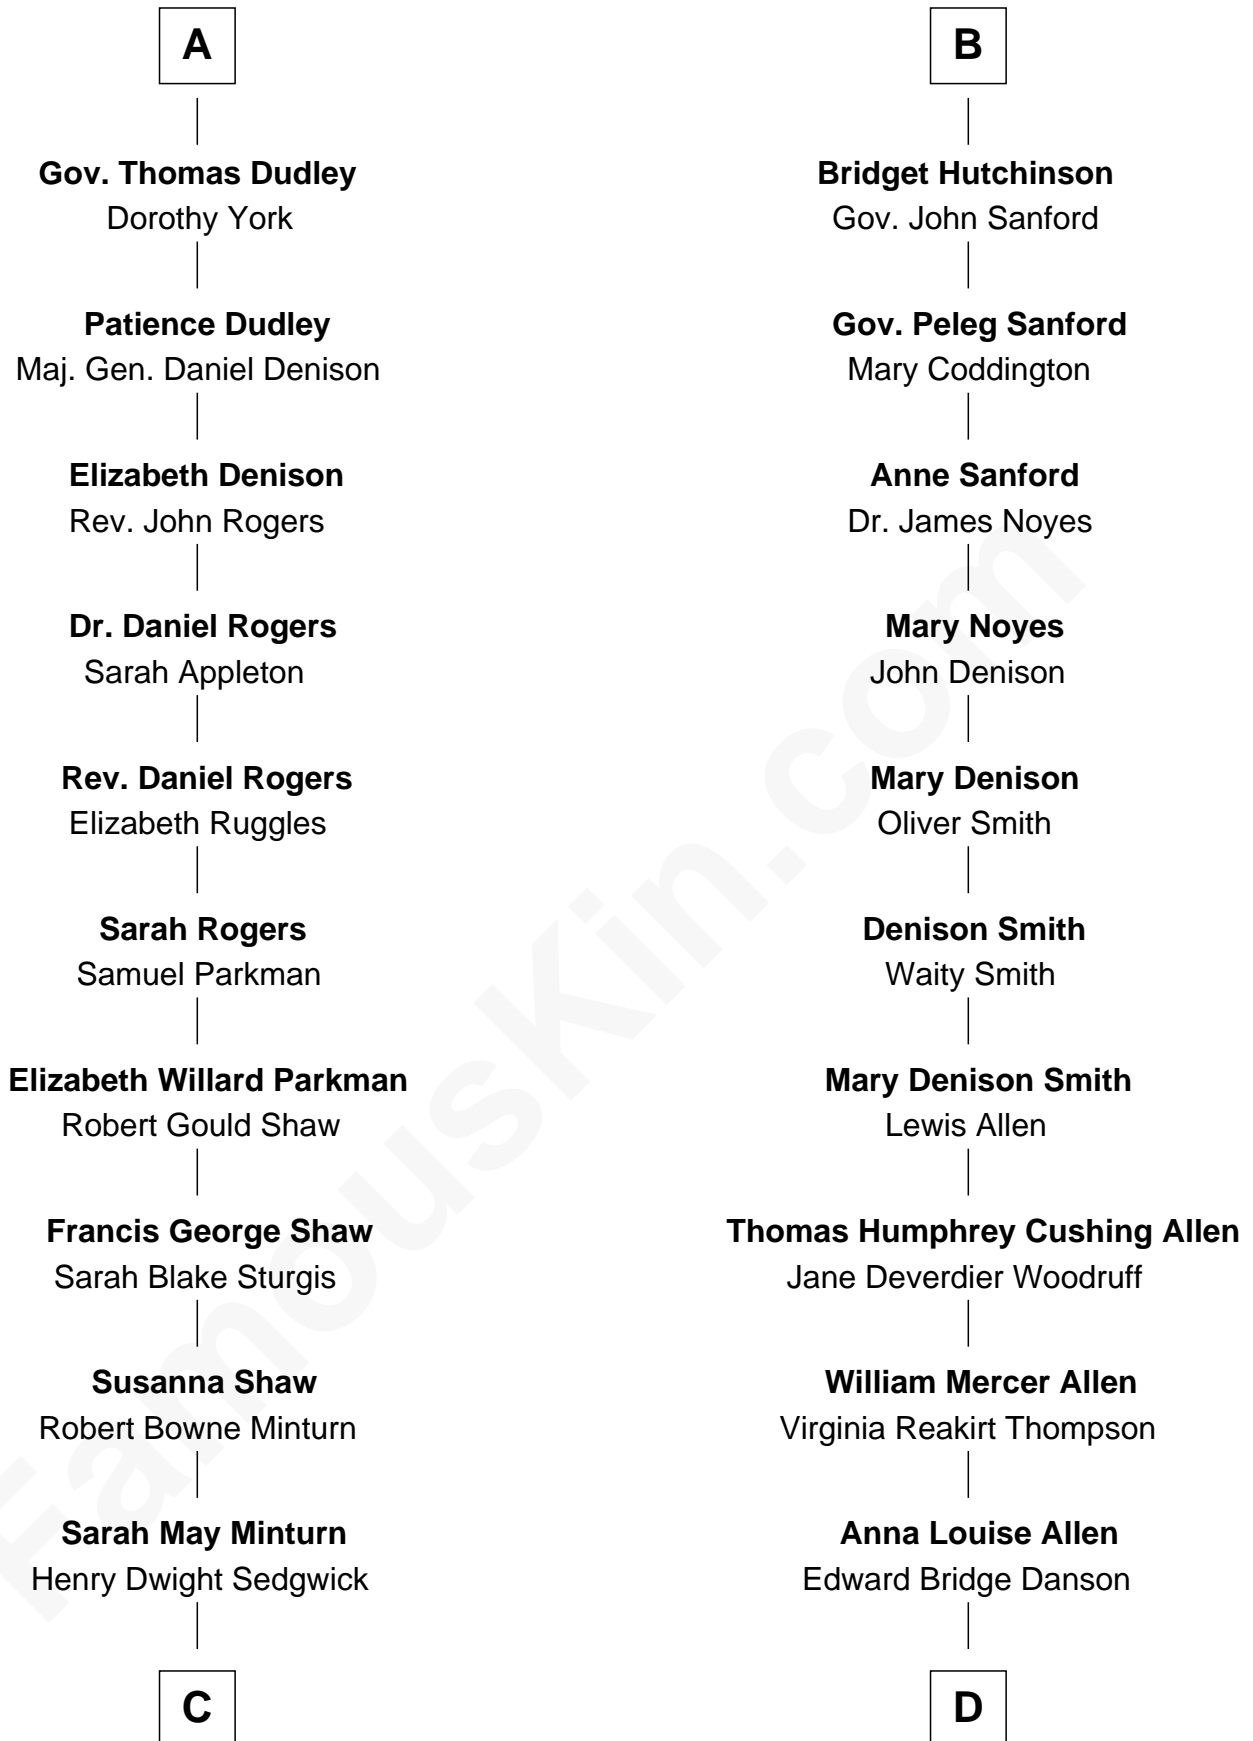 A
Gov. Thomas Dudley
Dorothy York
Patience Dudley
Maj. Gen. Daniel Denison
Elizabeth Denison
Rev. John Rogers
Dr. Daniel Rogers
Sarah Appleton
Rev. Daniel Rogers
Elizabeth Ruggles
Sarah Rogers
Samuel Parkman
Elizabeth Willard Parkman
Robert Gould Shaw
Francis George Shaw
Sarah Blake Sturgis
Susanna Shaw
Robert Bowne Minturn
Sarah May Minturn
Henry Dwight Sedgwick
C
B
Bridget Hutchinson
Gov. John Sanford
Gov. Peleg Sanford
Mary Coddington
Anne Sanford
Dr. James Noyes
Mary Noyes
John Denison
Mary Denison
Oliver Smith
Denison Smith
Waity Smith
Mary Denison Smith
Lewis Allen
Thomas Humphrey Cushing Allen
Jane Deverdier Woodruff
William Mercer Allen
Virginia Reakirt Thompson
Anna Louise Allen
Edward Bridge Danson
D
FamousKin.com